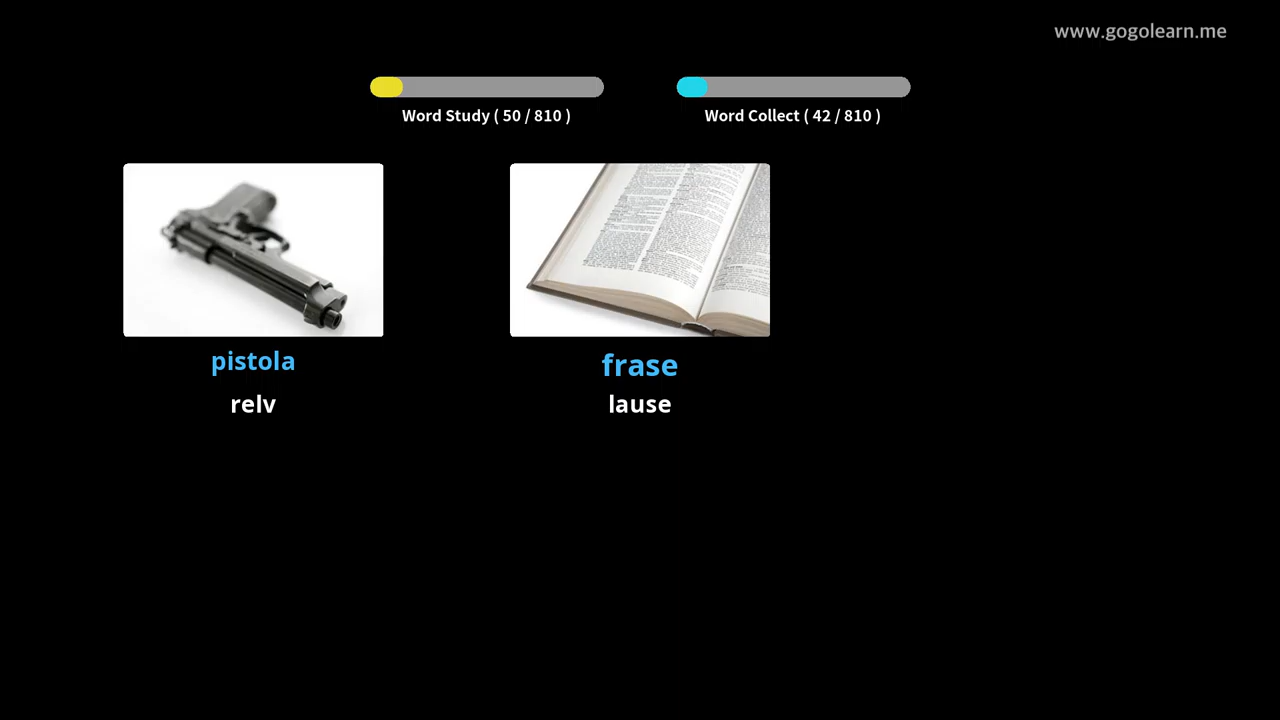 www.gogolearn.me
Word Study ( 50 / 810 )
Word Collect ( 42 / 810 )
pistola
relv
frase
lause